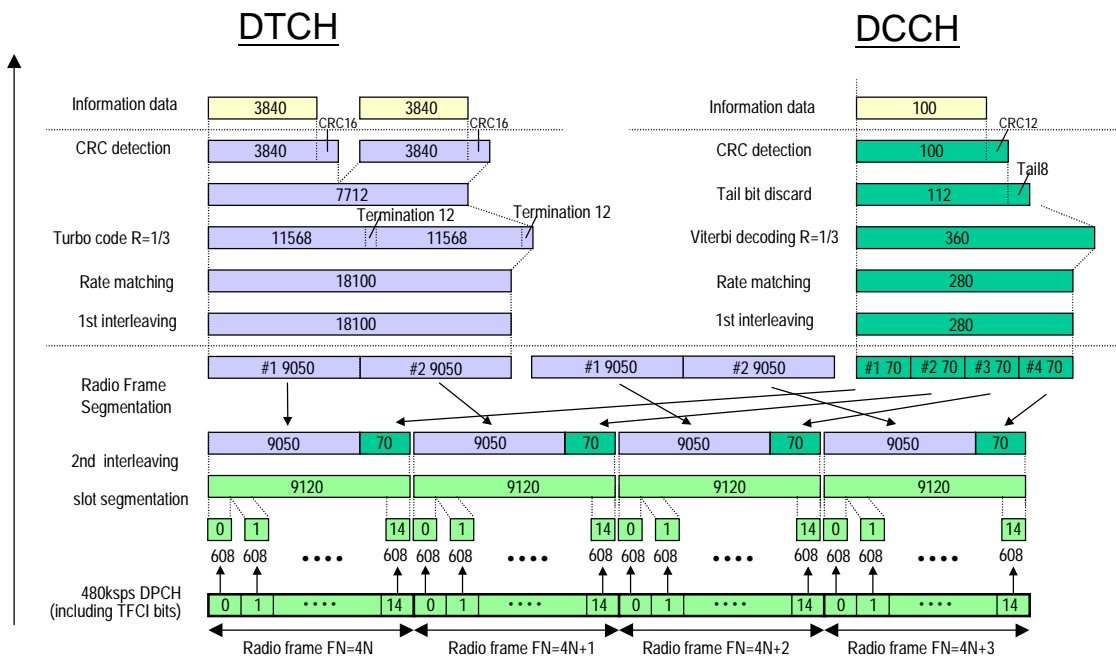 DTCH DCCH
Information data 3840 3840 Information data 100
CRC16 CRC16 CRC12
CRC detection 3840 3840 CRC detection 100
Tail8
7712 Tail bit discard 112
Termination 12 Termination 12
Turbo code R=1/3 11568 11568 Viterbi decoding R=1/3 360
Rate matching 18100 Rate matching 280
1st interleaving 18100 1st interleaving 280
#1 9050 #2 9050 #1 9050 #2 9050 #1 70 #2 70 #3 70 #4 70
Radio Frame
Segmentation
9050 70 9050 70 9050 70 9050 70
2nd interleaving
slot segmentation 9120 9120 9120 9120
0 1 14 0 1 14 0 1 14 0 1 14
608 608 •••• 608 608 608 •••• 608 608 608 •••• 608 608 608 •••• 608
480ksps DPCH
(including TFCI bits)
0 1 •••• 14 0 1 •••• 14 0 1 •••• 14 0 1 •••• 14
Radio frame FN=4N Radio frame FN=4N+1 Radio frame FN=4N+2 Radio frame FN=4N+3